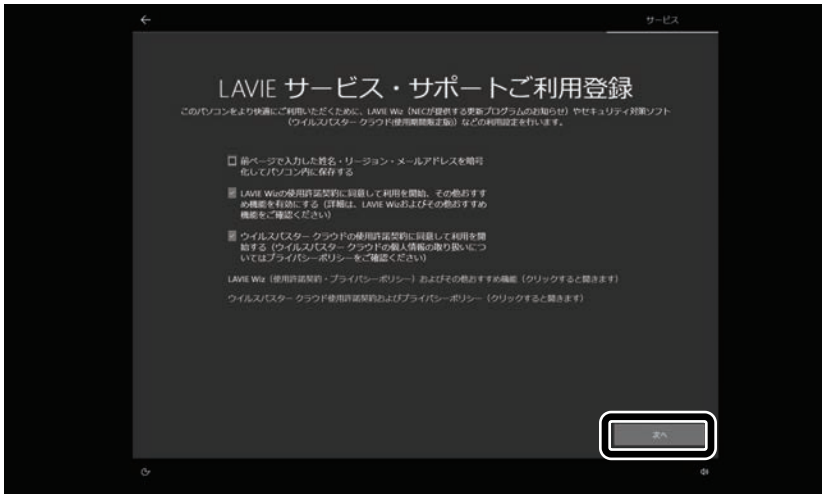 サービス
LAVIE サービス・サポートご利用登録
このパソコンをより快適にご利用いただくために、LAVIE Wiz（NECが提供する更新プログラムのお知らせ）やセキュリティ対策ソフト
（ウイルスバスター クラウド(使用期間限定版)）などの利用設定を行います。
前ページで入力した姓名・リージョン・メールアドレスを暗号
化してパソコン内に保存する
LAVIE Wizの使用許諾契約に同意して利用を開始、その他おすす
め機能を有効にする（詳細は、LAVIE Wizおよびその他おすすめ
機能をご確認ください）
ウイルスバスター クラウドの使用許諾契約に同意して利用を開
始する（ウイルスバスター クラウドの個人情報の取り扱いにつ
いてはプライバシーポリシーをご確認ください）
LAVIE Wiz（使用許諾契約・プライバシーポリシー）およびその他おすすめ機能（クリックすると開きます）
ウイルスバスター クラウド使用許諾契約およびプライバシーポリシー（クリックすると開きます）
次へ